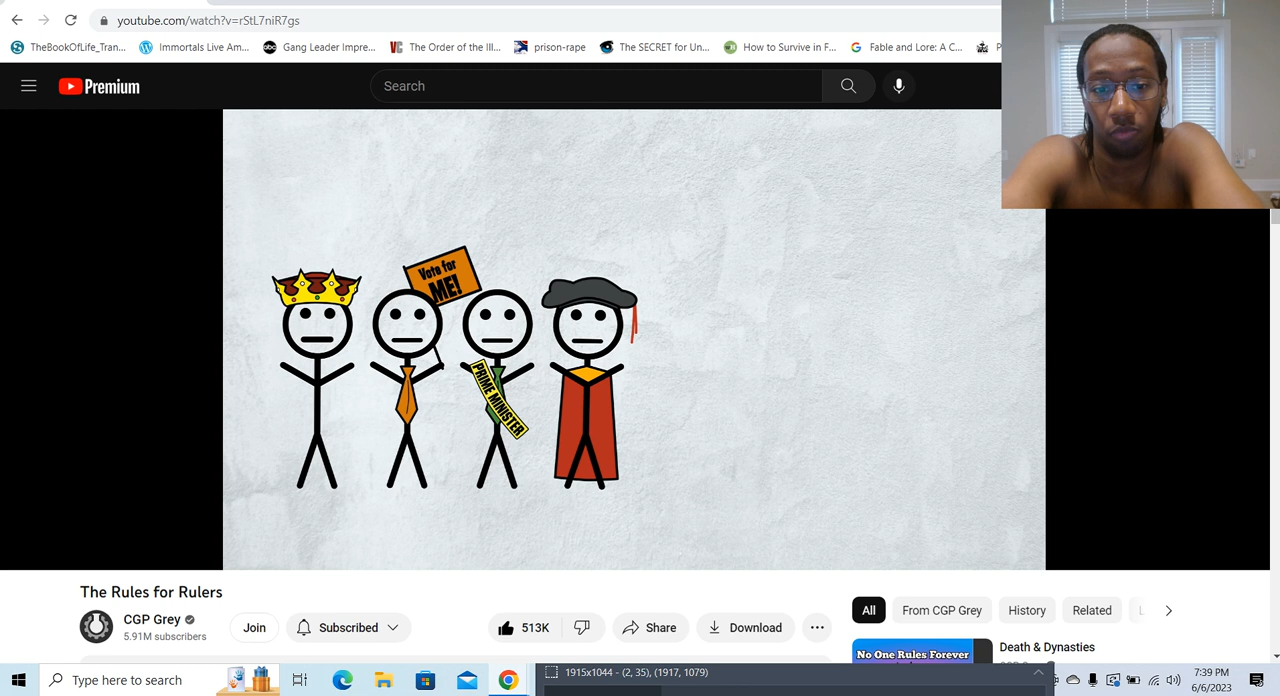 youtube.com/watch?v=rStL7niR7gs
TheBookOfLife_Tran... Immortals Live Am... Gang Leader Impre... The Order of the Ill... prison-rape The SECRET for Un... How to Survive in F... Fable and Lore: A C...
Premium
Search
Vote for
ME!
PRIME MINISTER
The Rules for Rulers
CGP Grey
5.91M subscribers
Join
Subscribed
513K
Share
Download
All
From CGP Grey
History
Related
No One Rules Forever
Death & Dynasties
Type here to search
1915x1044 - (2, 35), (1917, 1079)
7:39 PM
6/6/2023